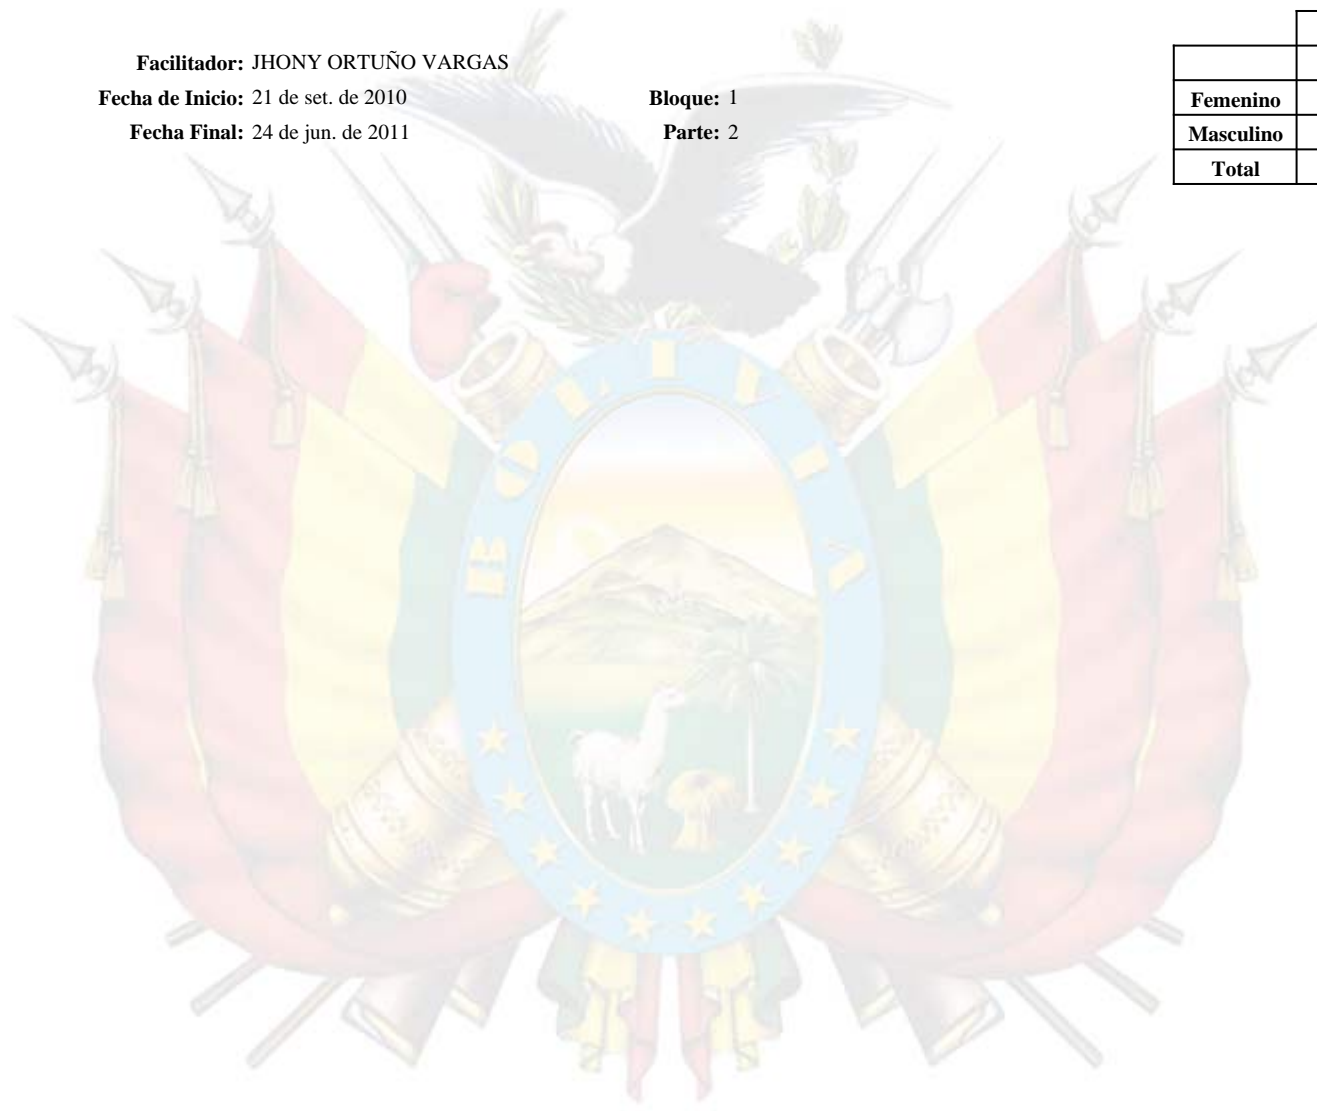 Facilitador: JHONY ORTUÑO VARGAS
Fecha de Inicio: 21 de set. de 2010 Bloque: 1
Fecha Final: 24 de jun. de 2011 Parte: 2
Femenino
Masculino
Total
BOLIVIA